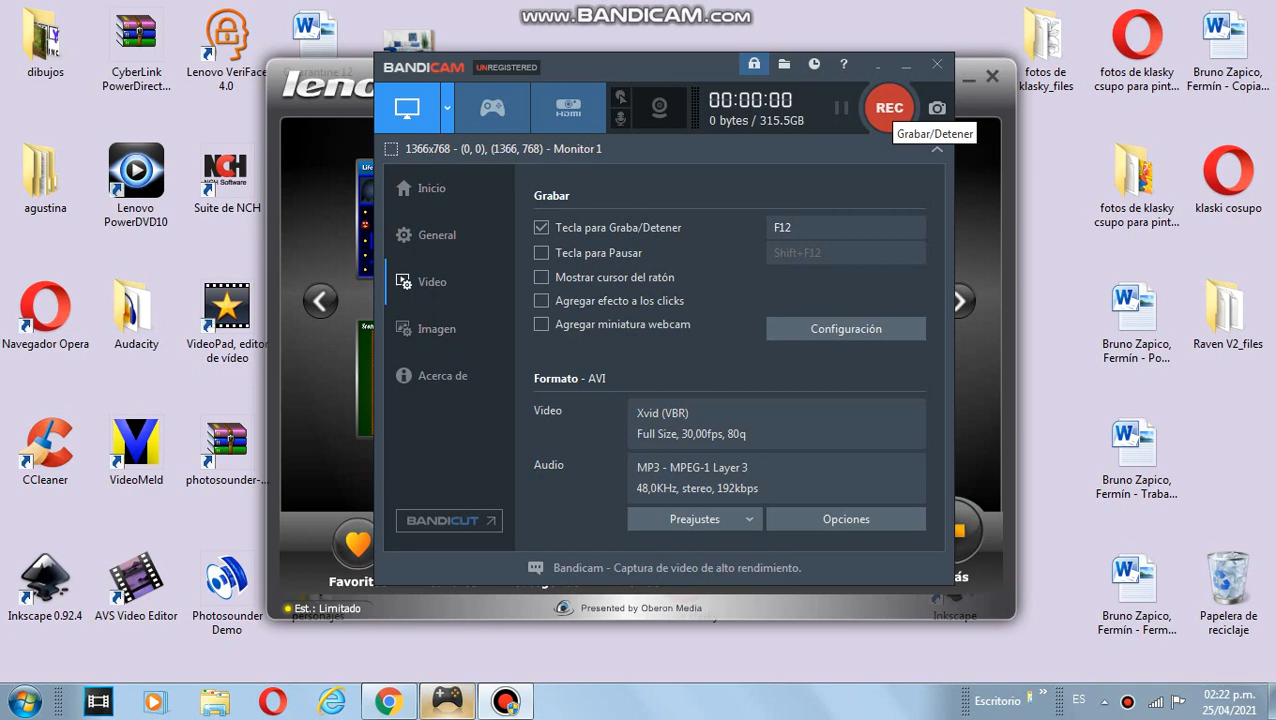 www.BANDICAM.com
dibujos
CyberLink
PowerDirect...
Lenovo VeriFace
4.0
agustina
Lenovo
PowerDVD10
Suite de NCH
Navegador Opera
Audacity
VideoPad, editor
de vídeo
CCleaner
VideoMeld
photosounder-...
Inkscape 0.92.4
AVS Video Editor
Photosounder
Demo
BANDICAM UNREGISTERED
HDMI
00:00:00
0 bytes / 315.5GB
REC
Grabar/Detener
1366x768 - (0, 0), (1366, 768) - Monitor 1
Inicio
General
Video
Imagen
Acerca de
BANDICUT
Grabar
Tecla para Graba/Detener
F12
Tecla para Pausar
Shift+F12
Mostrar cursor del ratón
Agregar efecto a los clicks
Agregar miniatura webcam
Configuración
Formato - AVI
Video
Xvid (VBR)
Full Size, 30,00fps, 80q
Audio
MP3 - MPEG-1 Layer 3
48,0KHz, stereo, 192kbps
Preajustes
Opciones
Bandicam - Captura de video de alto rendimiento.
Est.: Limitado
Presented by Oberon Media
personajes
Inkscape
fotos de
klasky_files
fotos de klasky
csupo para pint...
Bruno Zapico,
Fermín - Copia...
fotos de klasky
csupo para pint...
klaski cosupo
Bruno Zapico,
Fermín - Po...
Raven V2_files
Bruno Zapico,
Fermín - Traba...
Bruno Zapico,
Fermín - Ferm...
Papelera de
reciclaje
Escritorio
ES
02:22 p.m.
25/04/2021